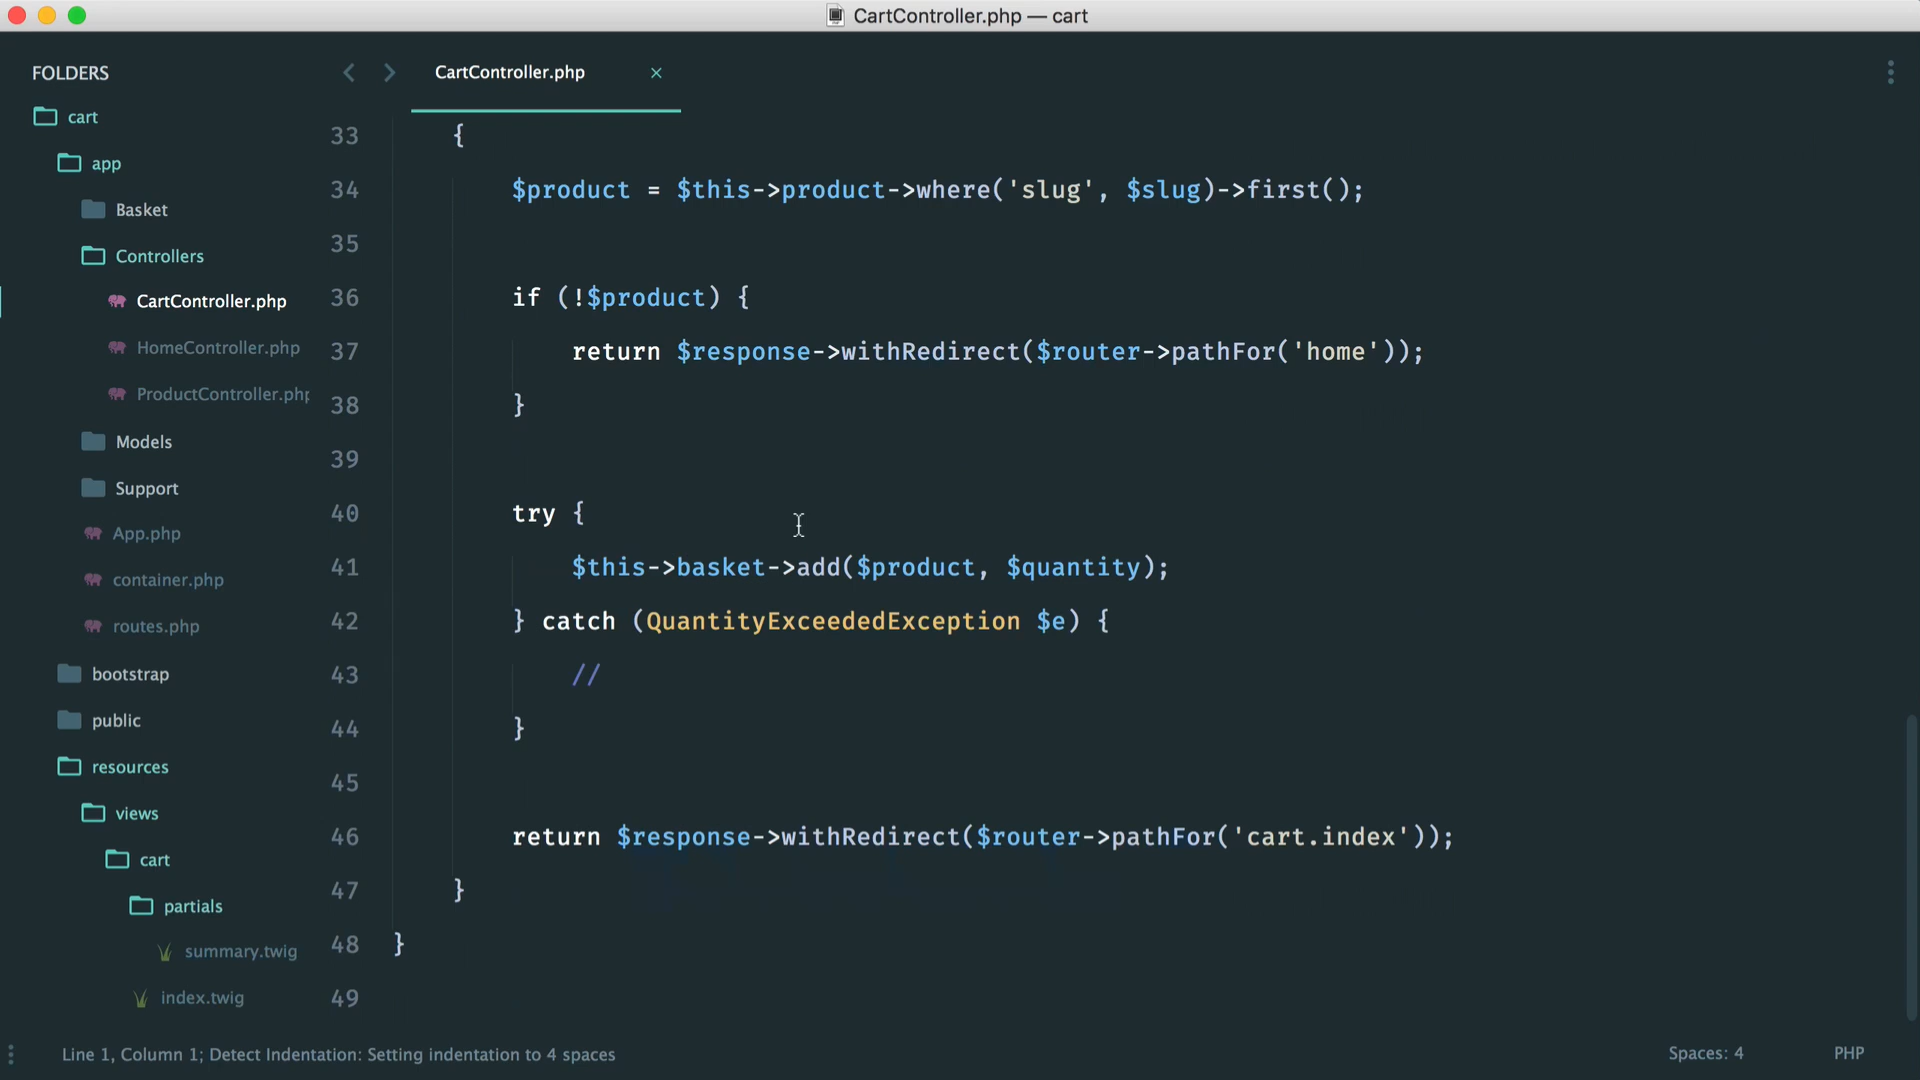 CartController.php — cart
FOLDERS
cart
app
Basket
Controllers
CartController.php
HomeController.php
ProductController.php
Models
Support
App.php
container.php
routes.php
bootstrap
public
resources
views
cart
partials
summary.twig
index.twig
CartController.php ×
33 {
34 $product = $this->product->where('slug', $slug)->first();
35
36 if (!$product) {
37 return $response->withRedirect($router->pathFor('home'));
38 }
39
40 try {
41 $this->basket->add($product, $quantity);
42 } catch (QuantityExceededException $e) {
43 //
44 }
45
46 return $response->withRedirect($router->pathFor('cart.index'));
47 }
48 }
49
Line 1, Column 1; Detect Indentation: Setting indentation to 4 spaces
Spaces: 4
PHP